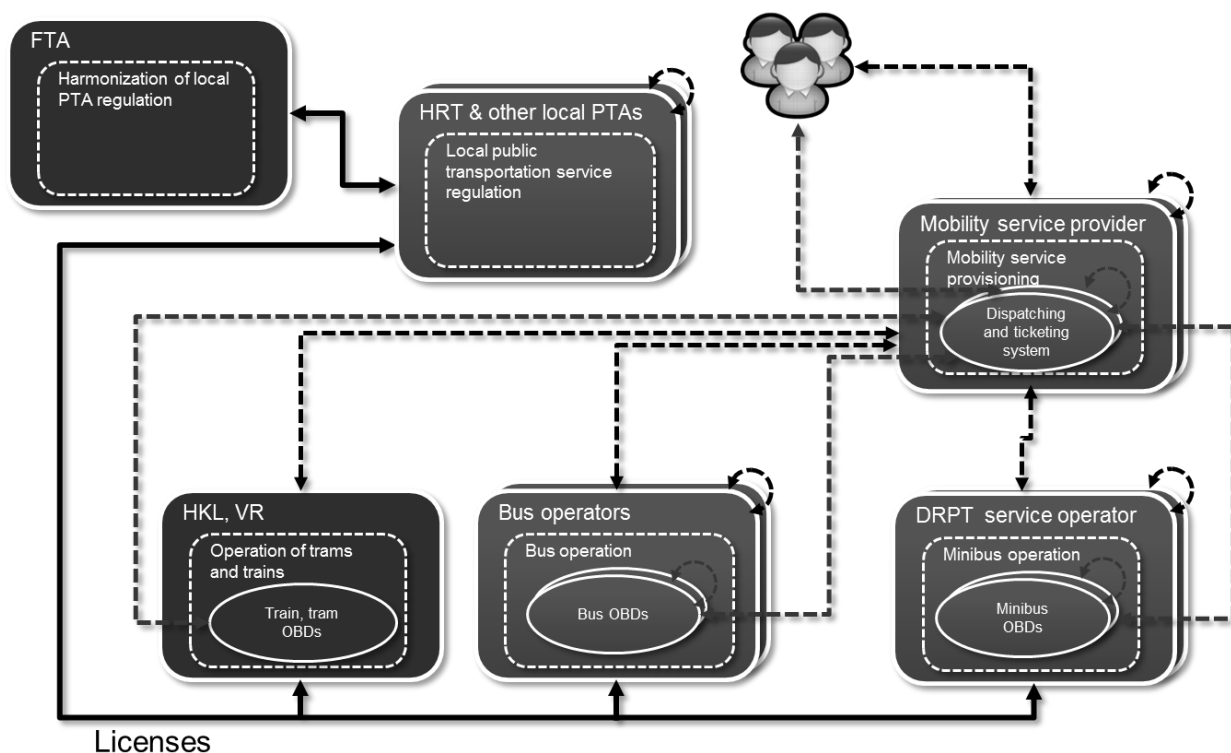 FTA
Harmonization of local
PTA regulation
HRT & other local PTAs
Local public
transportation service
regulation
Mobility service provider
Mobility service
provisioning
Dispatching
and ticketing
system
HKL, VR
Operation of trams
and trains
Train, tram
OBDs
Bus operators
Bus operation
Bus OBDs
DRPT service operator
Minibus operation
Minibus
OBDs
Licenses